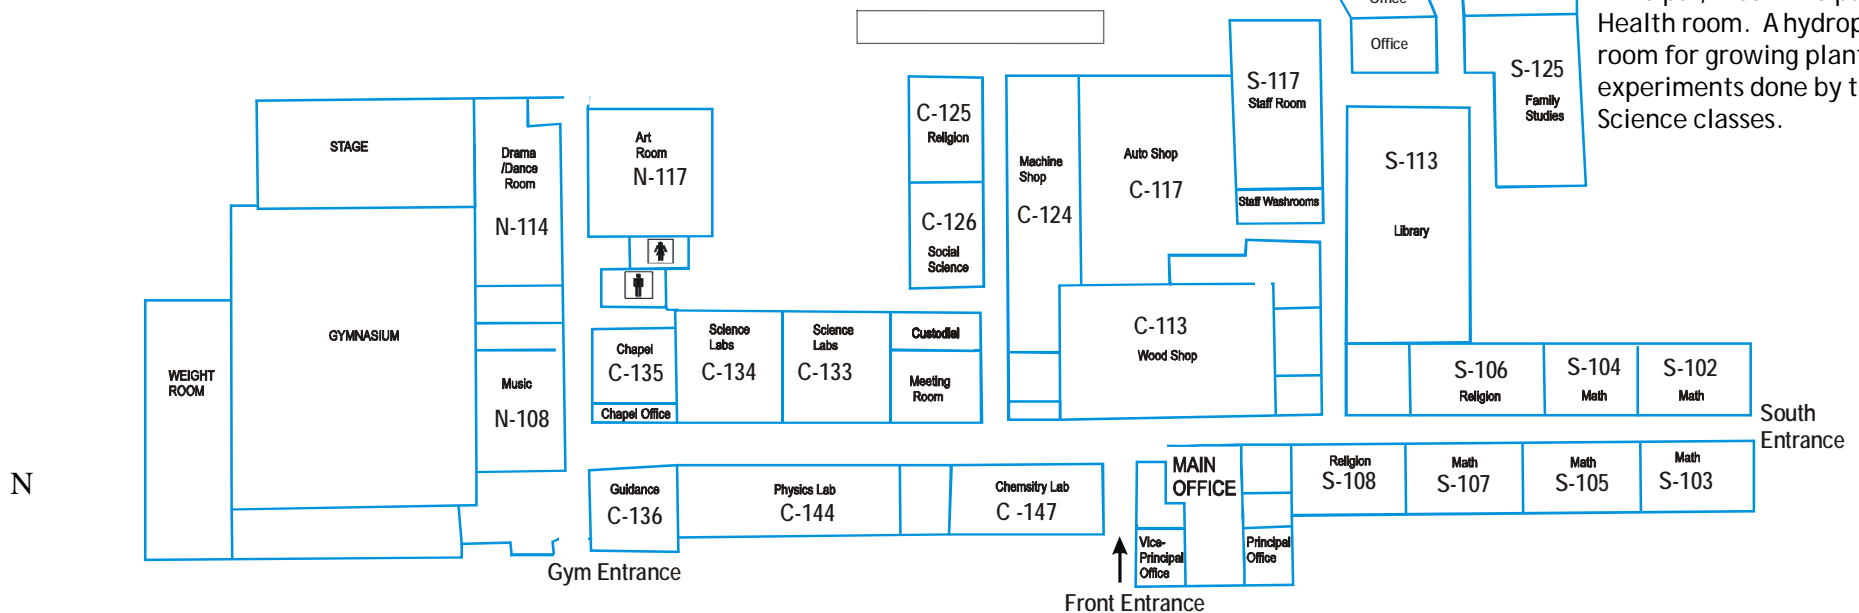 Office
Health room. A hydrop
Office
room for growing plan
S-125
experiments done by t
Family
Studies
Science classes.
S-117
Staff Room
C-125
Religion
STAGE
Drama
/Dance
Room
N-114
Art
Room
N-117
Machine
Shop
C-124
Auto Shop
C-117
S-113
Library
Staff Washrooms
C-126
Social
Science
GYMNASIUM
WEIGHT
ROOM
Music
N-108
Chapel
C-135
Chapel Office
Science
Labs
C-134
Science
Labs
C-133
Custodial
Meeting
Room
C-113
Wood Shop
S-106
Religion
S-104
Math
S-102
Math
South
Entrance
N
Guidance
C-136
Physics Lab
C-144
Chemsitry Lab
C -147
MAIN
OFFICE
Religion
S-108
Math
S-107
Math
S-105
Math
S-103
Vice-
Principal
Office
Principal
Office
Gym Entrance
Front Entrance